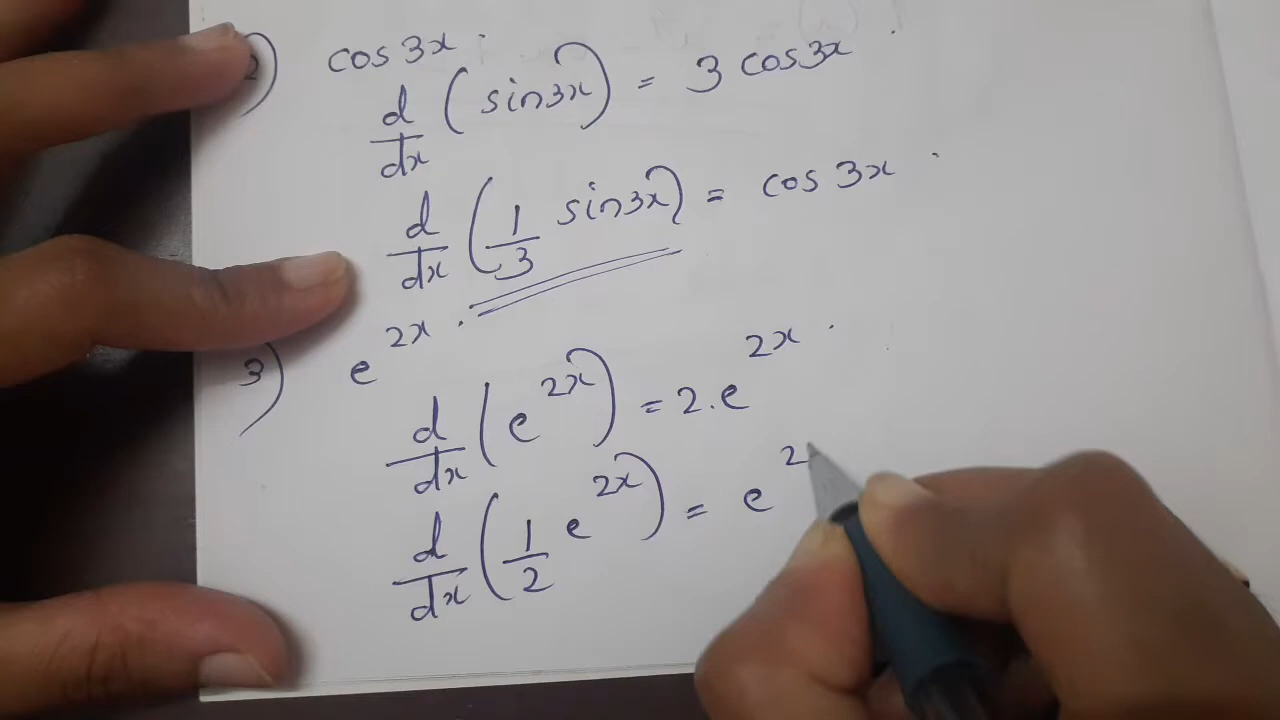 2) cos 3x.
d/dx (sin3x) = 3 cos3x.
d/dx (1/3 sin3x) = cos 3x.
3) e^2x.
d/dx (e^2x) = 2.e^2x.
d/dx (1/2 e^2x) = e^2